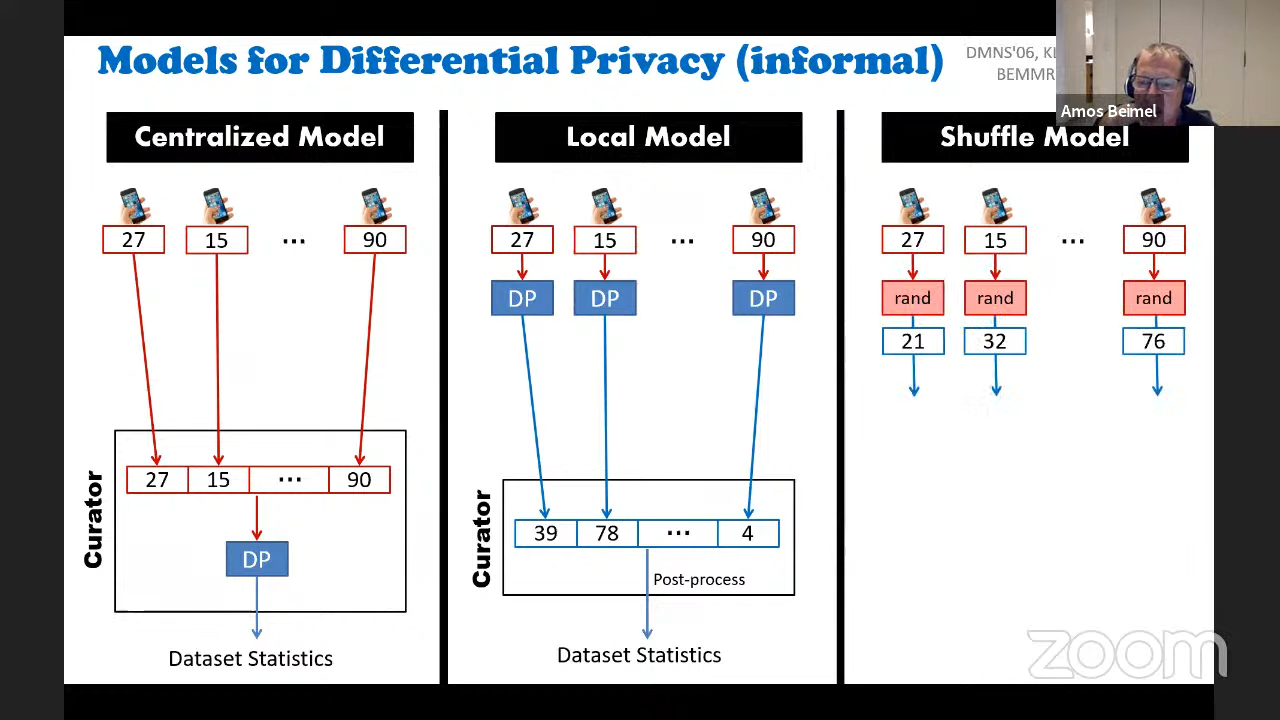 Models for Differential Privacy (informal)
DMNS'06,
BEMMR
Amos Beimel
Centralized Model
27 15 ... 90
Curator
27 15 ... 90
DP
Dataset Statistics
Local Model
27 15 ... 90
DP DP DP
Curator
39 78 ... 4
Post-process
Dataset Statistics
Shuffle Model
27 15 ... 90
rand rand rand
21 32 76
zoom